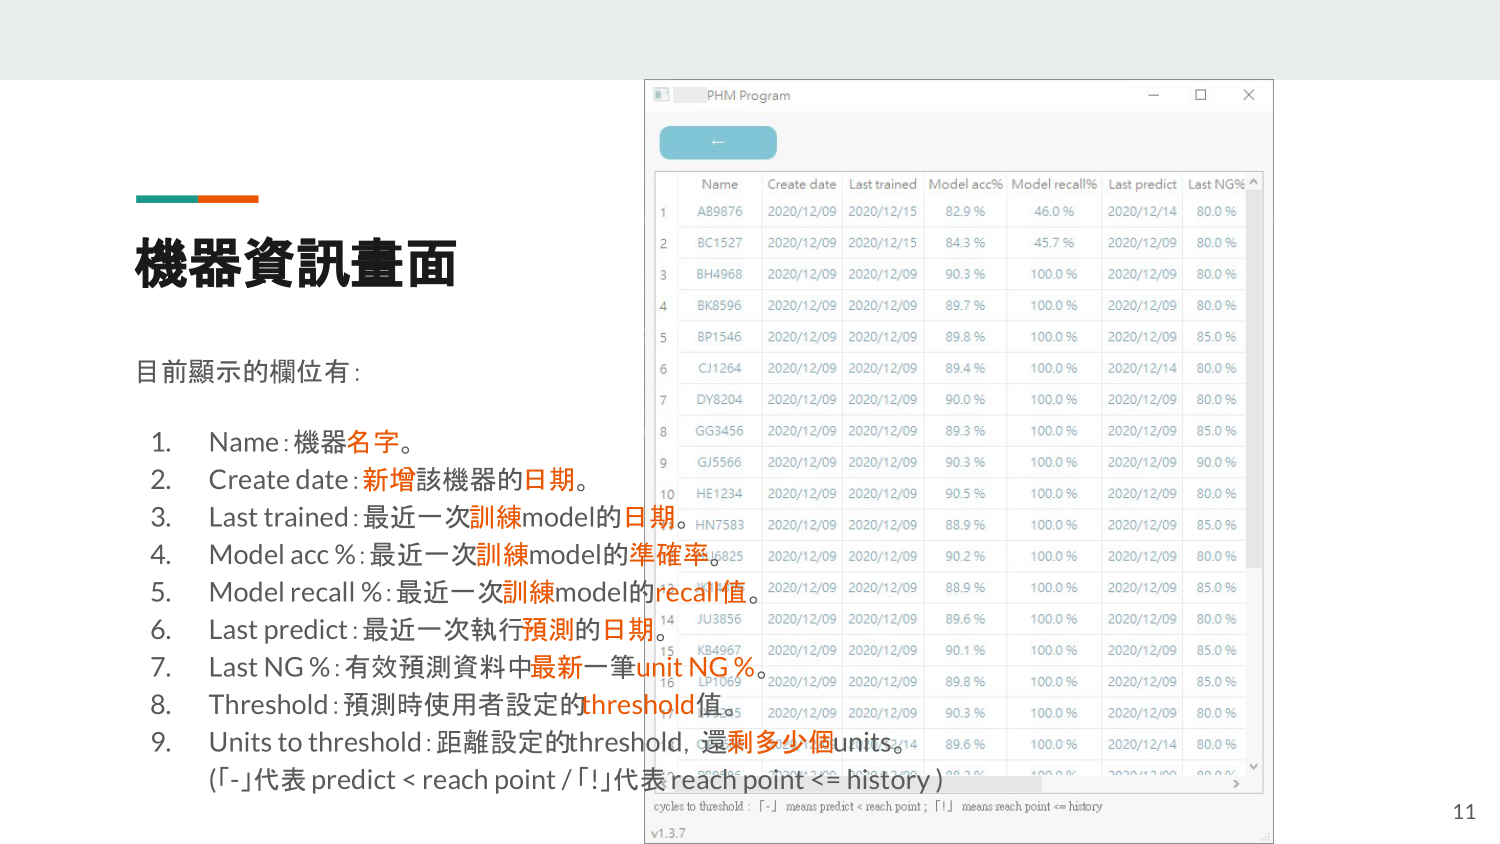 機器資訊畫面
目前顯示的欄位有：
1. Name：機器名字。
2. Create date：新增該機器的日期。
3. Last trained：最近一次訓練model的日期。
4. Model acc %：最近一次訓練model的準確率。
5. Model recall %：最近一次訓練model的recall值。
6. Last predict：最近一次執行預測的日期。
7. Last NG %：有效預測資料中最新一筆unit NG %。
8. Threshold：預測時使用者設定的threshold值。
9. Units to threshold：距離設定的threshold，還剩多少個units。
(「-」代表 predict < reach point /「!」代表 reach point <= history )
PHM Program
←
Name Create date Last trained Model acc% Model recall% Last predict Last NG%
1 AB9876 2020/12/09 2020/12/15 82.9 % 46.0 % 2020/12/14 80.0 %
2 BC1527 2020/12/09 2020/12/15 84.3 % 45.7 % 2020/12/09 80.0 %
3 BH4968 2020/12/09 2020/12/09 90.3 % 100.0 % 2020/12/09 80.0 %
4 BK8596 2020/12/09 2020/12/09 89.7 % 100.0 % 2020/12/09 80.0 %
5 BP1546 2020/12/09 2020/12/09 89.8 % 100.0 % 2020/12/09 85.0 %
6 CJ1264 2020/12/09 2020/12/09 89.4 % 100.0 % 2020/12/14 80.0 %
7 DY8204 2020/12/09 2020/12/09 90.0 % 100.0 % 2020/12/09 80.0 %
8 GG3456 2020/12/09 2020/12/09 89.3 % 100.0 % 2020/12/09 85.0 %
9 GJ5566 2020/12/09 2020/12/09 90.3 % 100.0 % 2020/12/09 90.0 %
10 HE1234 2020/12/09 2020/12/09 90.5 % 100.0 % 2020/12/09 80.0 %
HN7583 2020/12/09 2020/12/09 88.9 % 100.0 % 2020/12/09 85.0 %
2020/12/09 2020/12/09 90.2 % 100.0 % 2020/12/09 80.0 %
2020/12/09 2020/12/09 88.9 % 100.0 % 2020/12/09 85.0 %
14 JU3856 2020/12/09 2020/12/09 89.6 % 100.0 % 2020/12/09 80.0 %
15 KB4967 2020/12/09 2020/12/09 90.1 % 100.0 % 2020/12/09 85.0 %
16 LP1069 2020/12/09 2020/12/09 89.8 % 100.0 % 2020/12/09 85.0 %
2020/12/09 2020/12/09 90.3 % 100.0 % 2020/12/09 80.0 %
89.6 % 100.0 % 2020/12/14 80.0 %
cycles to threshold：「-」 means predict < reach point；「!」 means reach point <= history
v1.3.7
11